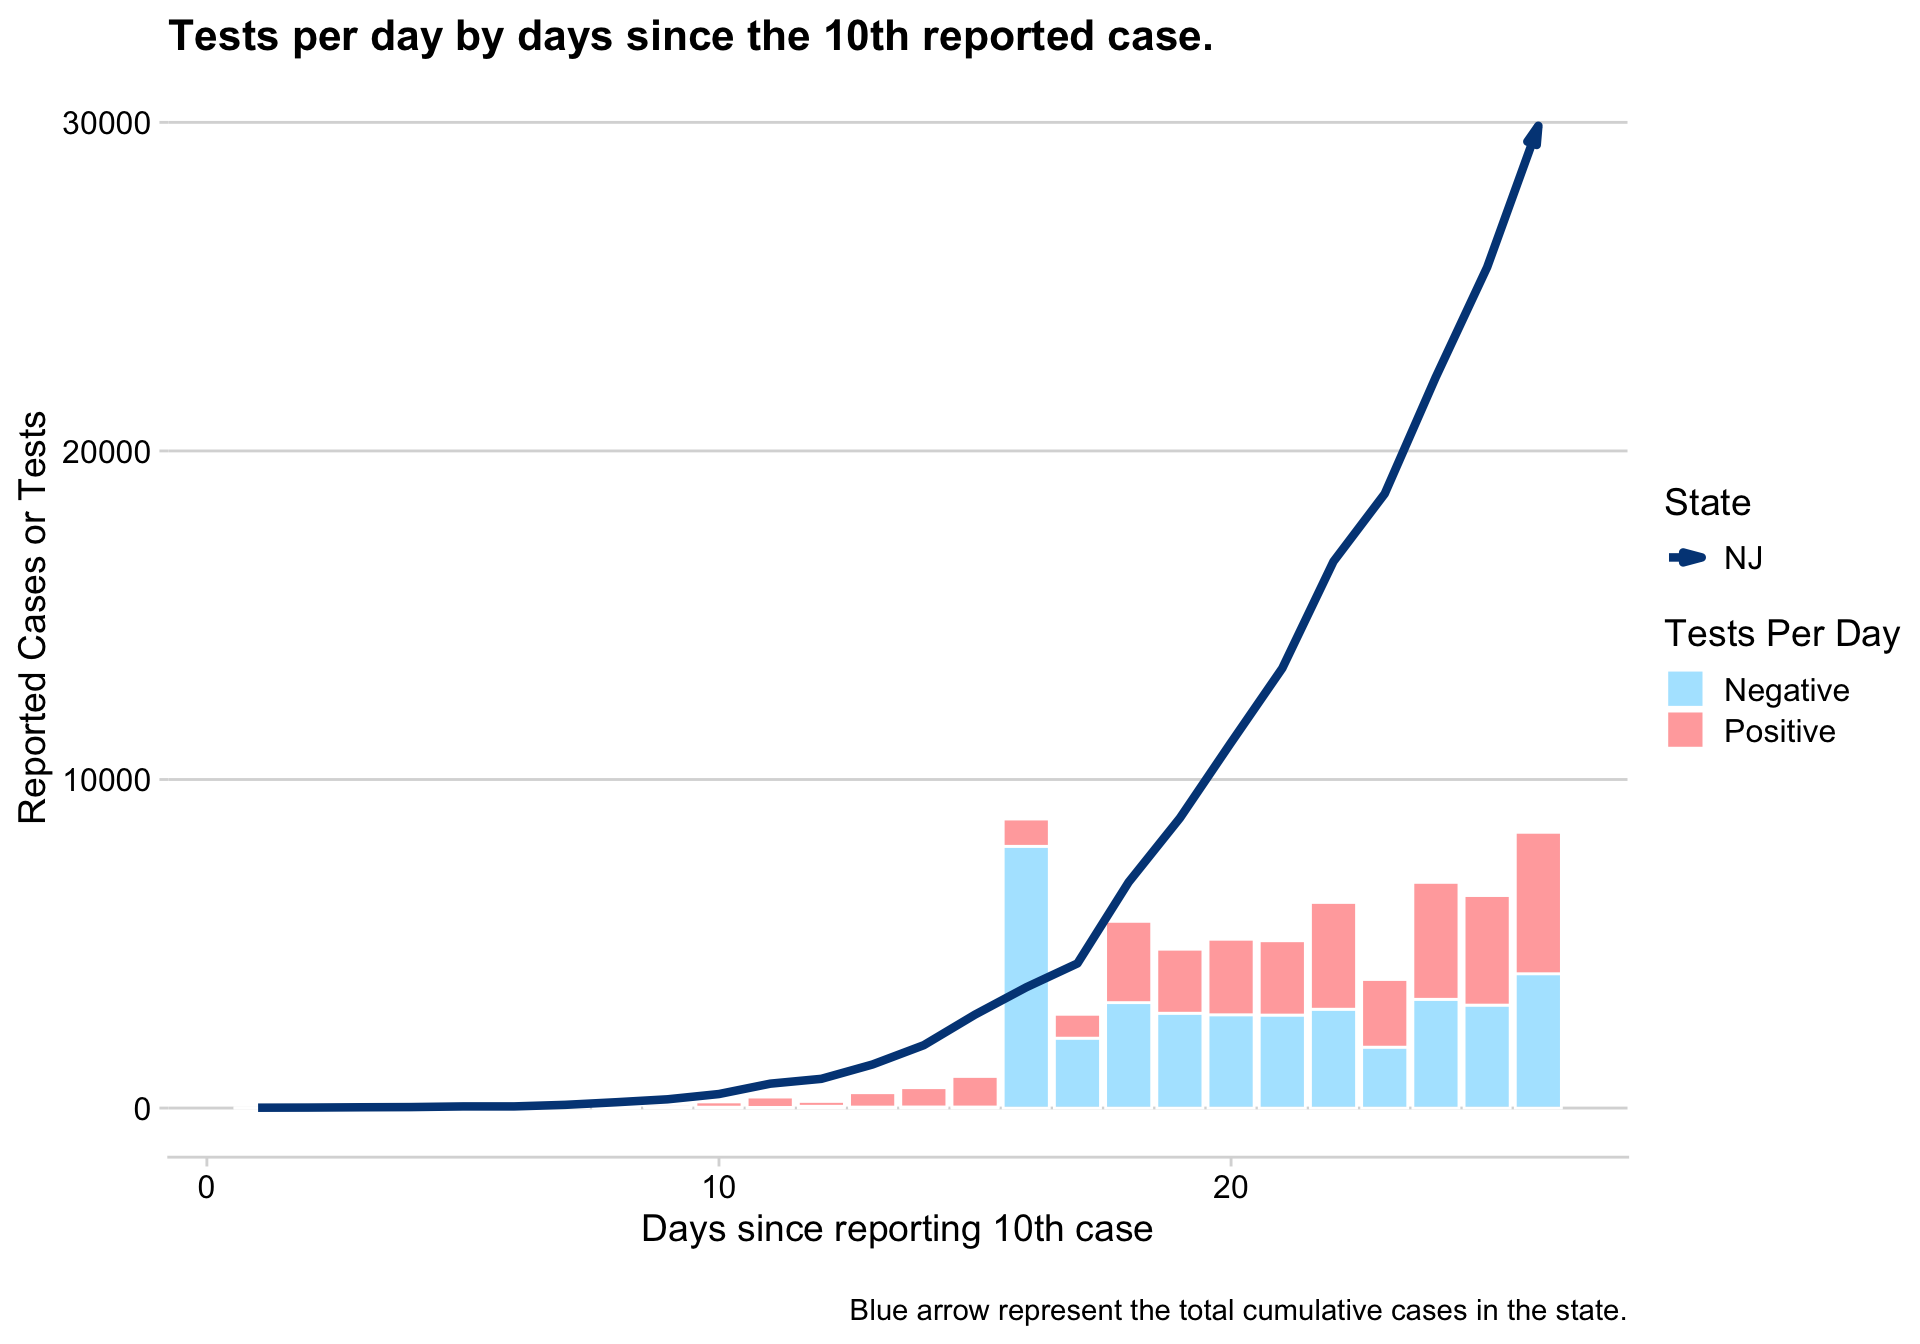 Tests per day by days since the 10th reported case.
30000
20000
10000
0
Reported Cases or Tests
0
10
20
Days since reporting 10th case
State
NJ
Tests Per Day
Negative
Positive
Blue arrow represent the total cumulative cases in the state.